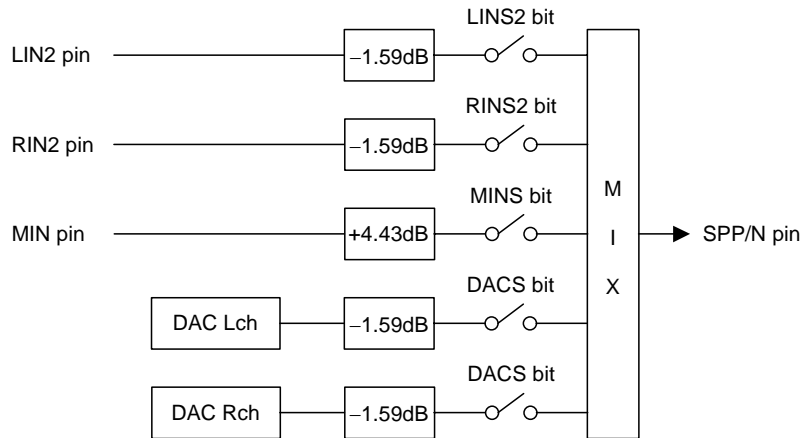 LINS2 bit
LIN2 pin −1.59dB
RINS2 bit
RIN2 pin −1.59dB
MINS bit
MIN pin +4.43dB
M
I
X
SPP/N pin
DACS bit
DAC Lch −1.59dB
DACS bit
DAC Rch −1.59dB